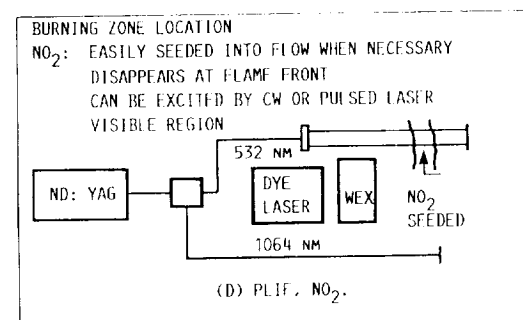 BURNING ZONE LOCATION
NO2: EASILY SEEDED INTO FLOW WHEN NECESSARY
DISAPPEARS AT FLAME FRONT
CAN BE EXCITED BY CW OR PULSED LASER
VISIBLE REGION
532 NM
ND: YAG
DYE
LASER
WEX
NO2
SEEDED
1064 NM
(D) PLIF, NO2.